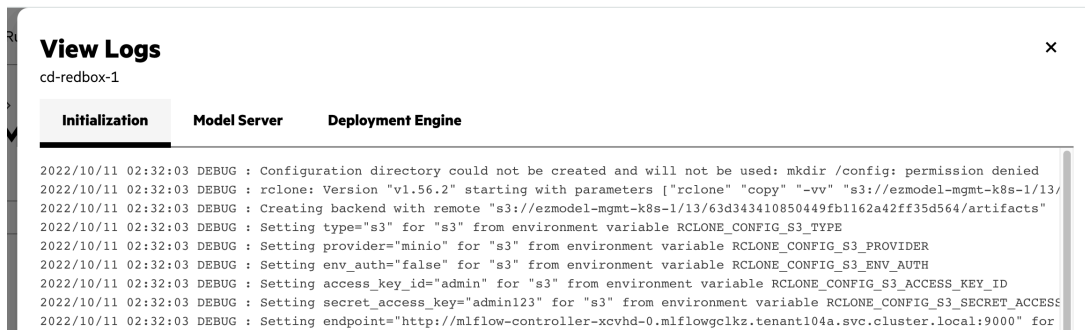 Ru
View Logs
cd-redbox-1
Initialization Model Server Deployment Engine
2022/10/11 02:32:03 DEBUG : Configuration directory could not be created and will not be used: mkdir /config: permission denied
2022/10/11 02:32:03 DEBUG : rclone: Version "v1.56.2" starting with parameters ["rclone" "copy" "-vv" "s3://ezmodel-mgmt-k8s-1/13/
2022/10/11 02:32:03 DEBUG : Creating backend with remote "s3://ezmodel-mgmt-k8s-1/13/63d343410850449fb1162a42ff35d564/artifacts"
2022/10/11 02:32:03 DEBUG : Setting type="s3" for "s3" from environment variable RCLONE_CONFIG_S3_TYPE
2022/10/11 02:32:03 DEBUG : Setting provider="minio" for "s3" from environment variable RCLONE_CONFIG_S3_PROVIDER
2022/10/11 02:32:03 DEBUG : Setting env_auth="false" for "s3" from environment variable RCLONE_CONFIG_S3_ENV_AUTH
2022/10/11 02:32:03 DEBUG : Setting access_key_id="admin" for "s3" from environment variable RCLONE_CONFIG_S3_ACCESS_KEY_ID
2022/10/11 02:32:03 DEBUG : Setting secret_access_key="admin123" for "s3" from environment variable RCLONE_CONFIG_S3_SECRET_ACCESS
2022/10/11 02:32:03 DEBUG : Setting endpoint="http://mlflow-controller-xcvhd-0.mlflowgclkz.tenant104a.svc.cluster.local:9000" for